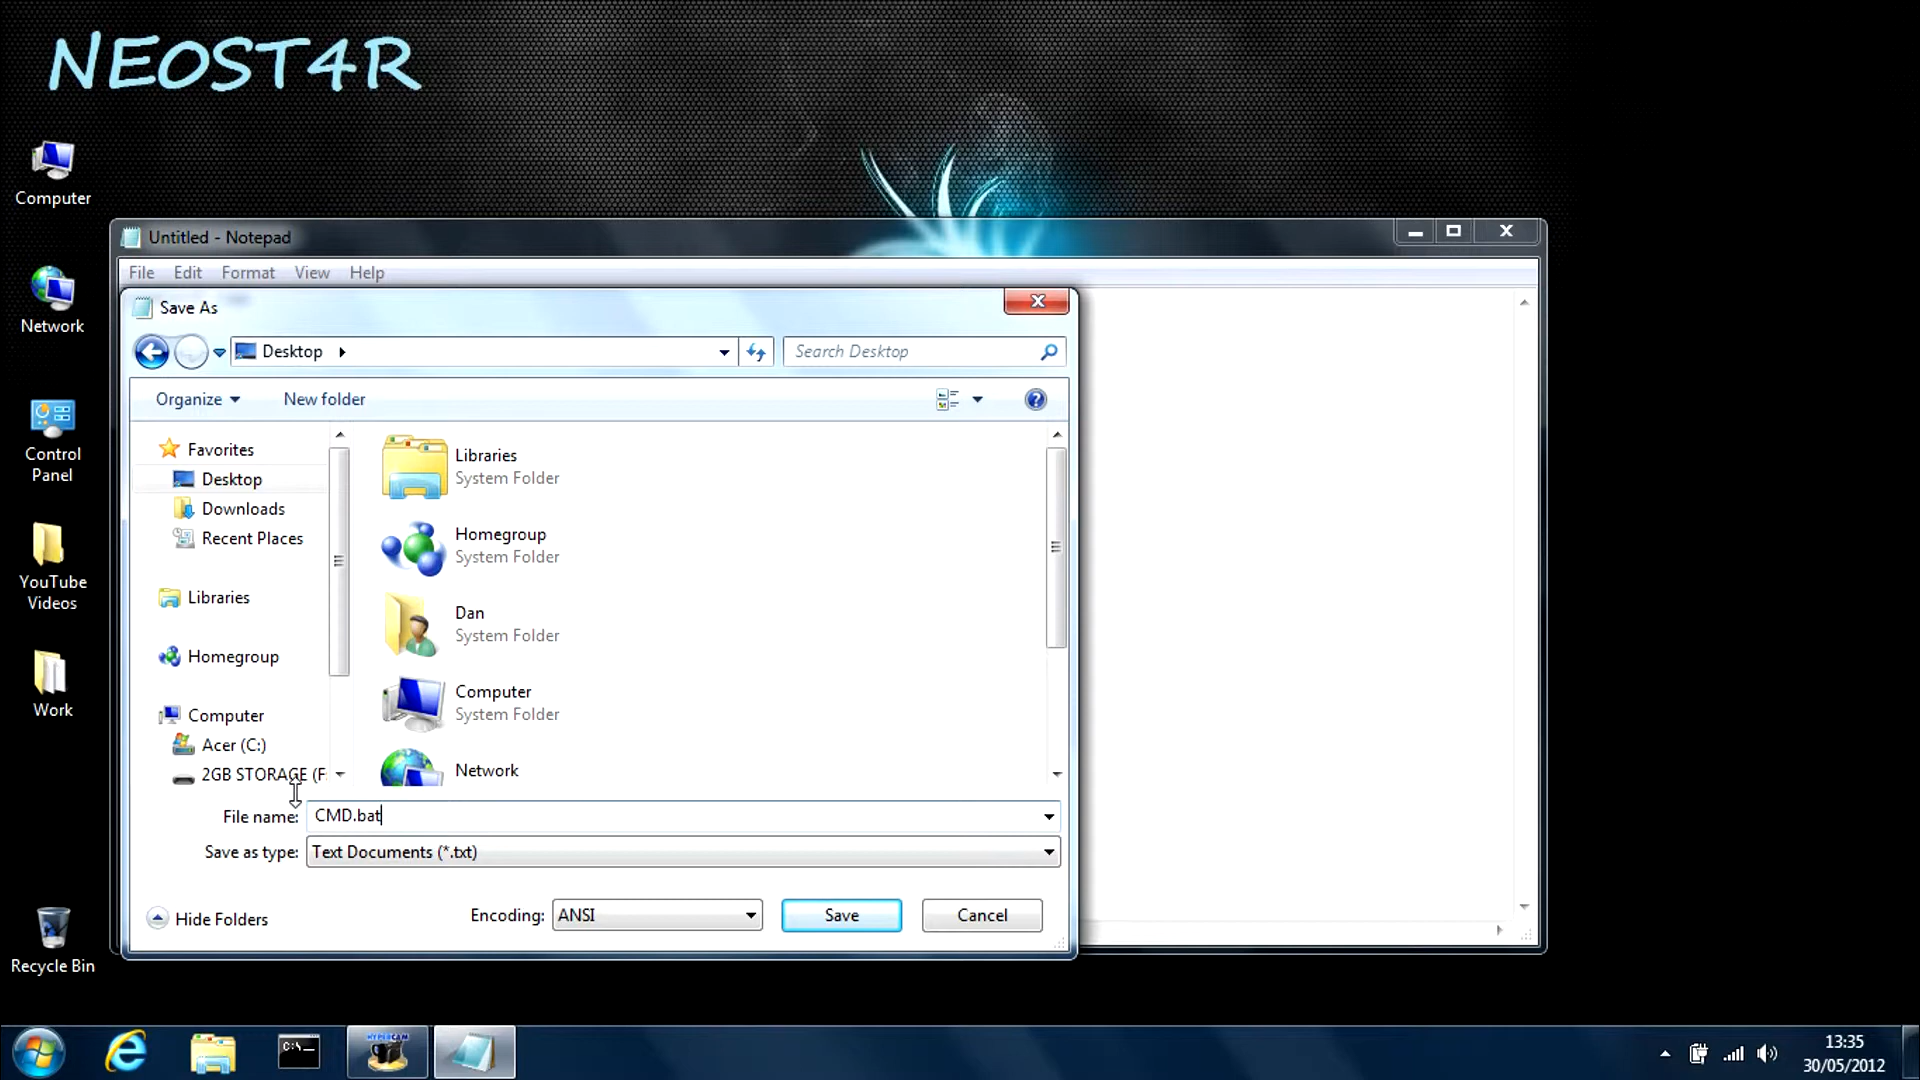 NEOST4R
Computer
Network
Control
Panel
YouTube
Videos
Work
Recycle Bin
Untitled - Notepad
File Edit Format View Help
Save As
Desktop
Search Desktop
Organize
New folder
Favorites
Desktop
Downloads
Recent Places
Libraries
Homegroup
Computer
Acer (C:)
2GB STORAGE (F:
Libraries
System Folder
Homegroup
System Folder
Dan
System Folder
Computer
System Folder
Network
File name: CMD.bat
Save as type: Text Documents (*.txt)
Hide Folders
Encoding: ANSI
Save
Cancel
C:\_
HYPERCAM
13:35
30/05/2012